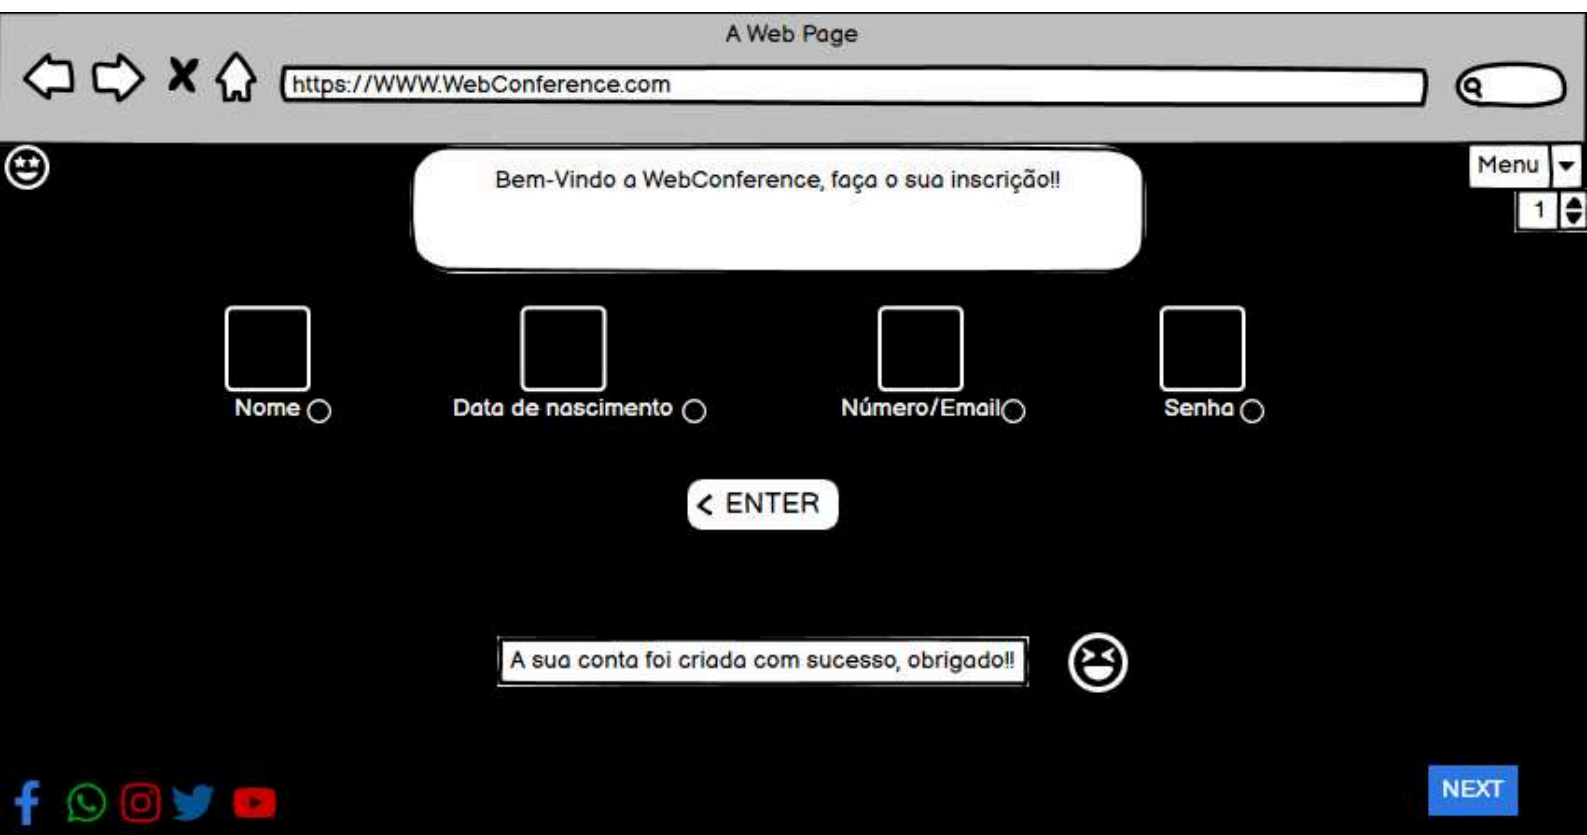 A Web Page
https://WWW.WebConference.com
Menu
Bem-Vindo a WebConference, faça o sua inscrição!!
1
Nome
Data de nascimento
Número/Email
Senha
< ENTER
A sua conta foi criada com sucesso, obrigado!!
NEXT